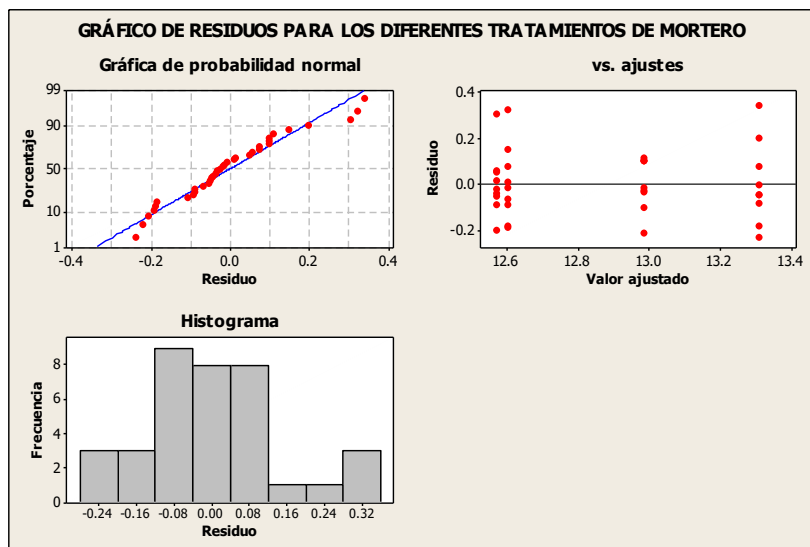 GRÁFICO DE RESIDUOS PARA LOS DIFERENTES TRATAMIENTOS DE MORTERO
Gráfica de probabilidad normal
Porcentaje
99
90
50
10
1
-0.4 -0.2 0.0 0.2 0.4
Residuo
vs. ajustes
Residuo
0.4
0.2
0.0
-0.2
12.6 12.8 13.0 13.2 13.4
Valor ajustado
Histograma
Frecuencia
8
6
4
2
0
-0.24 -0.16 -0.08 0.00 0.08 0.16 0.24 0.32
Residuo